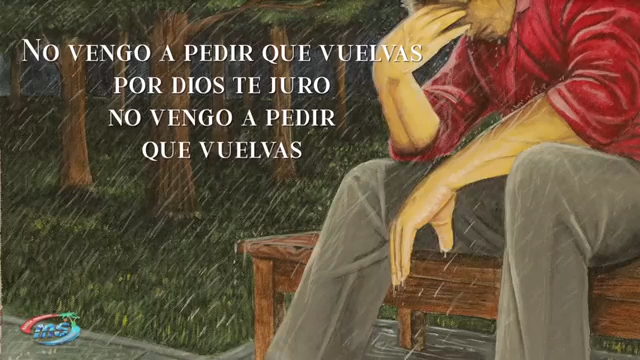 No vengo a pedir que vuelvas
por dios te juro
no vengo a pedir
que vuelvas